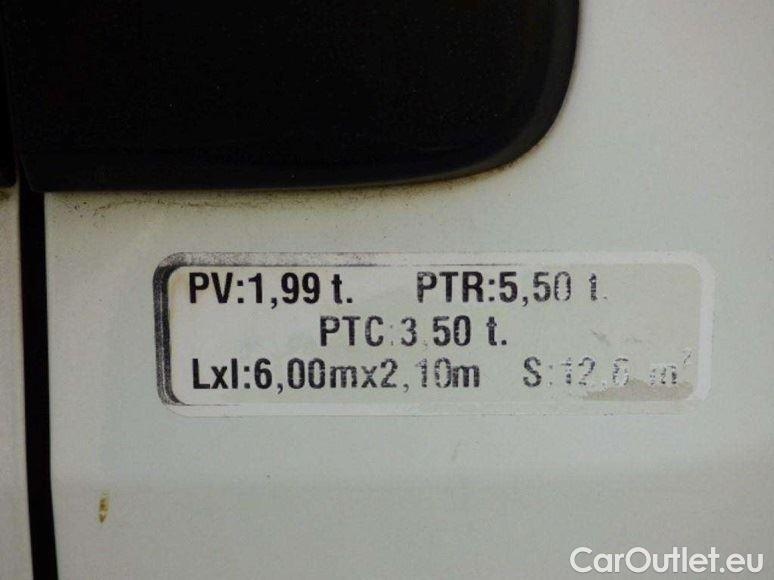 PV:1,99 t. PTR:5,50 t.
PTC:3,50 t.
Lxl:6,00mx2,10m S:12,6 m²
CarOutlet.eu